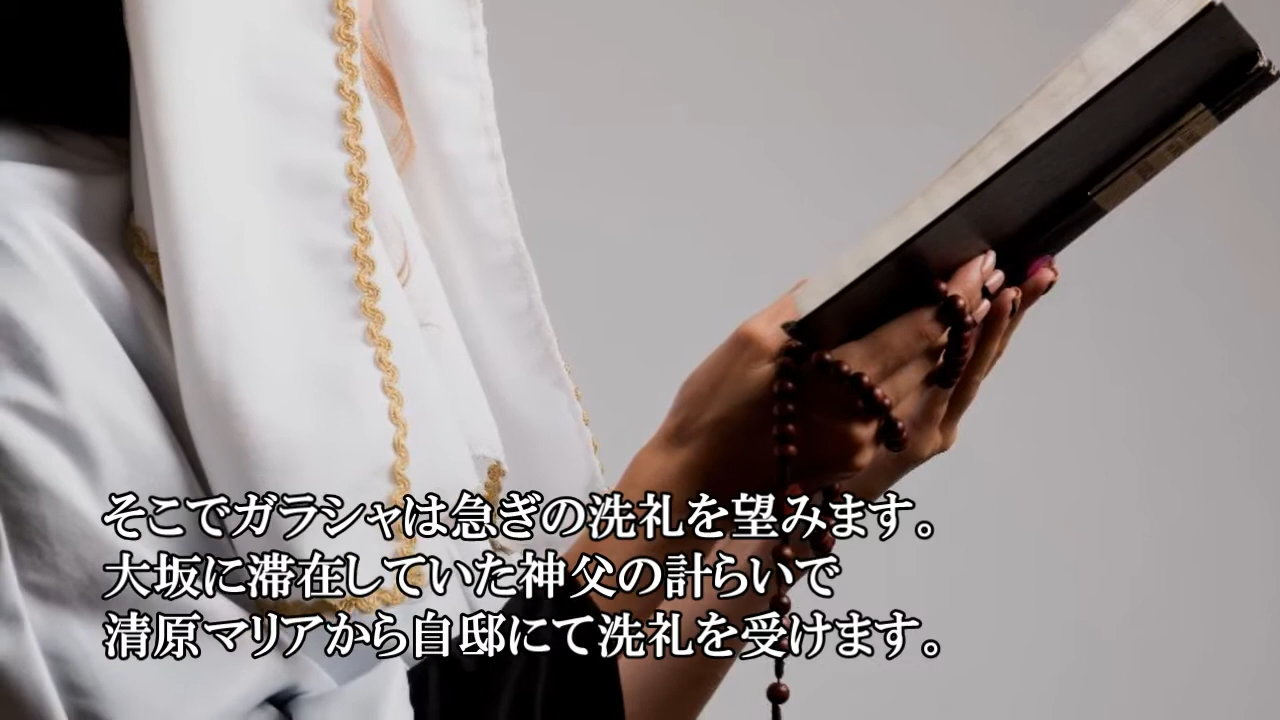 そこでガラシャは急ぎの洗礼を望みます。
大坂に滞在していた神父の計らいで
清原マリアから自邸にて洗礼を受けます。